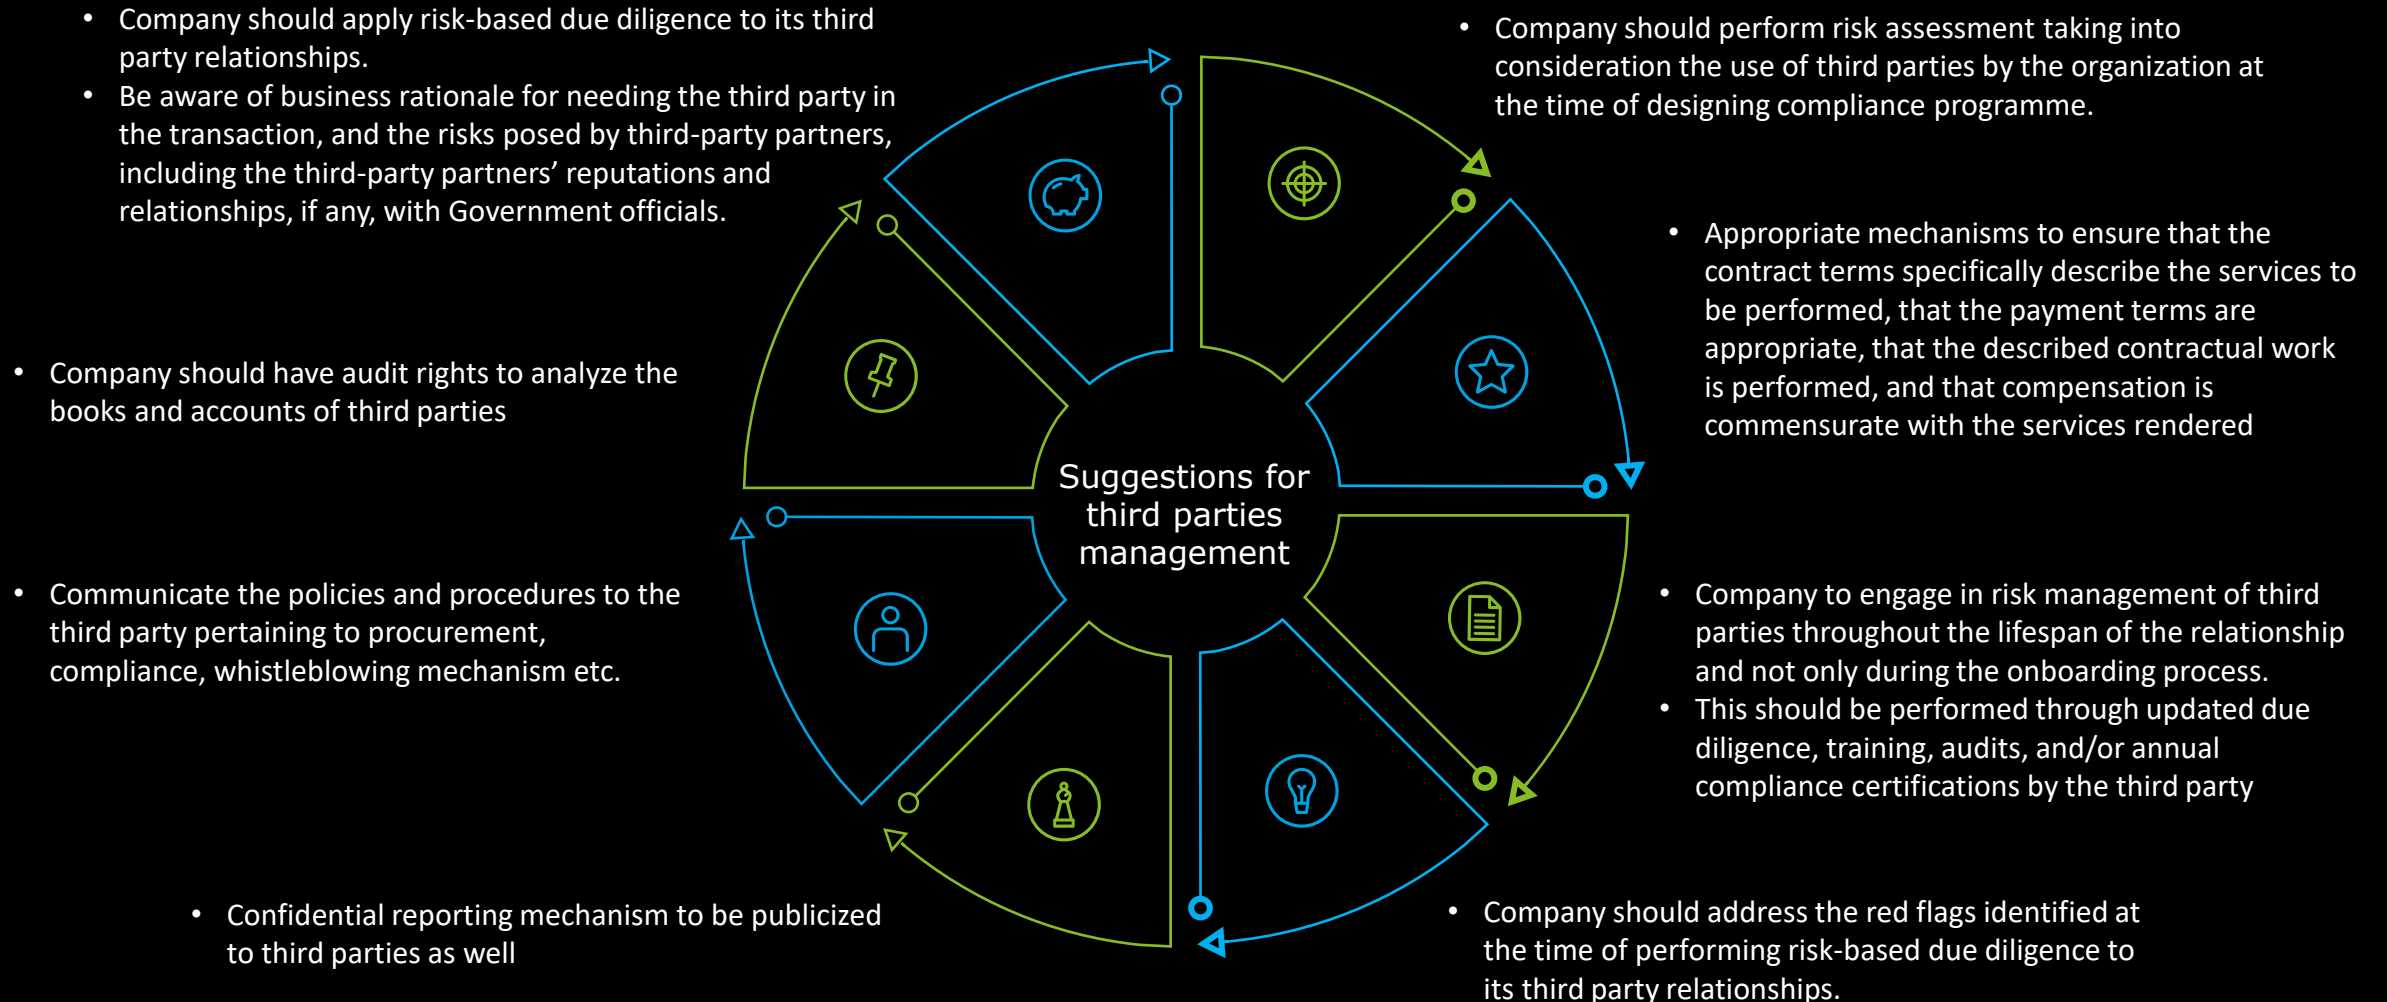 • Company should apply risk-based due diligence to its third
party relationships.
• Be aware of business rationale for needing the third party in
the transaction, and the risks posed by third-party partners,
including the third-party partners’ reputations and
relationships, if any, with Government officials.
• Company should perform risk assessment taking into
consideration the use of third parties by the organization at
the time of designing compliance programme.
• Appropriate mechanisms to ensure that the
contract terms specifically describe the services to
be performed, that the payment terms are
appropriate, that the described contractual work
is performed, and that compensation is
commensurate with the services rendered
• Company should have audit rights to analyze the
books and accounts of third parties
Suggestions for
third parties
management
• Communicate the policies and procedures to the
third party pertaining to procurement,
compliance, whistleblowing mechanism etc.
• Company to engage in risk management of third
parties throughout the lifespan of the relationship
and not only during the onboarding process.
• This should be performed through updated due
diligence, training, audits, and/or annual
compliance certifications by the third party
• Confidential reporting mechanism to be publicized
to third parties as well
• Company should address the red flags identified at
the time of performing risk-based due diligence to
its third party relationships.